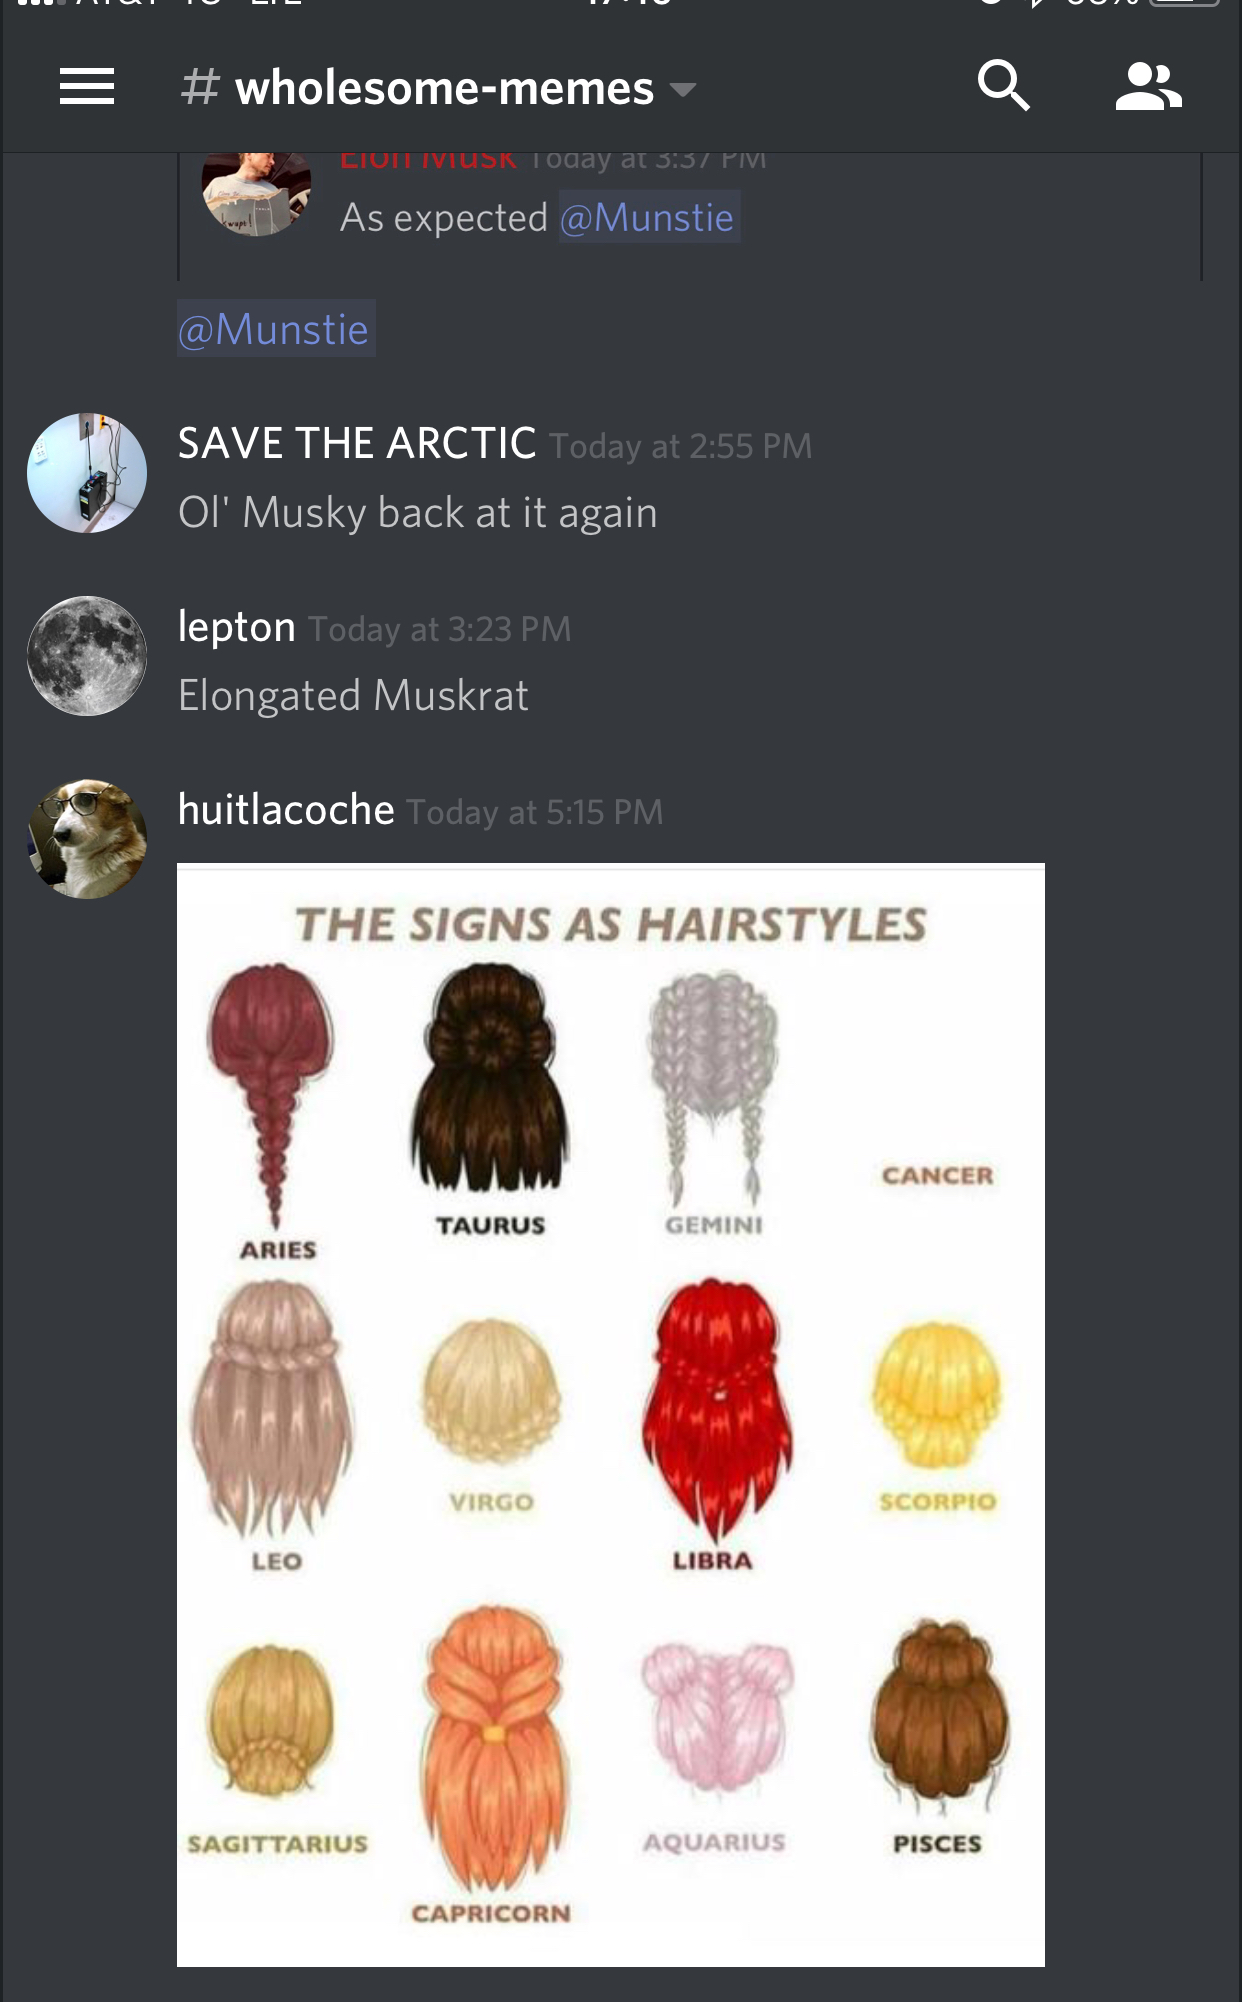 # wholesome-memes
Elon Musk Today at 3:37 PM
As expected @Munstie
@Munstie
SAVE THE ARCTIC Today at 2:55 PM
Ol' Musky back at it again
lepton Today at 3:23 PM
Elongated Muskrat
huitlacoche Today at 5:15 PM
THE SIGNS AS HAIRSTYLES
ARIES
TAURUS
GEMINI
CANCER
LEO
VIRGO
LIBRA
SCORPIO
SAGITTARIUS
CAPRICORN
AQUARIUS
PISCES